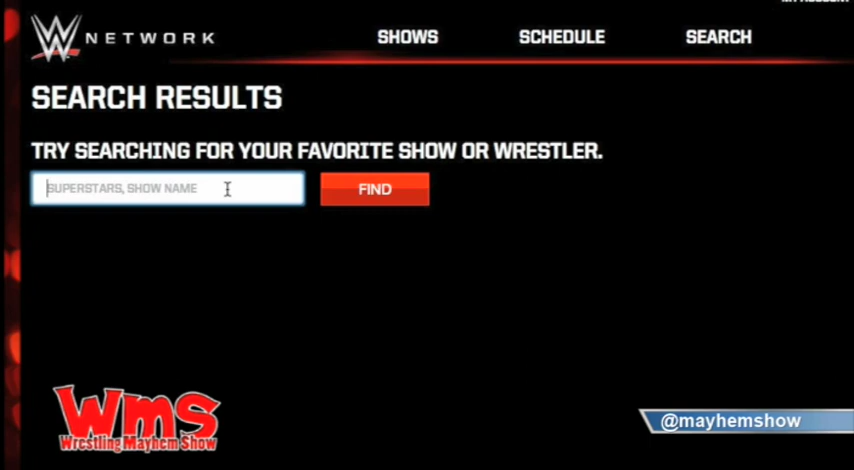 WWE NETWORK
SHOWS
SCHEDULE
SEARCH
SEARCH RESULTS
TRY SEARCHING FOR YOUR FAVORITE SHOW OR WRESTLER.
SUPERSTARS, SHOW NAME
FIND
WMS
Wrestling Mayhem Show
@mayhemshow